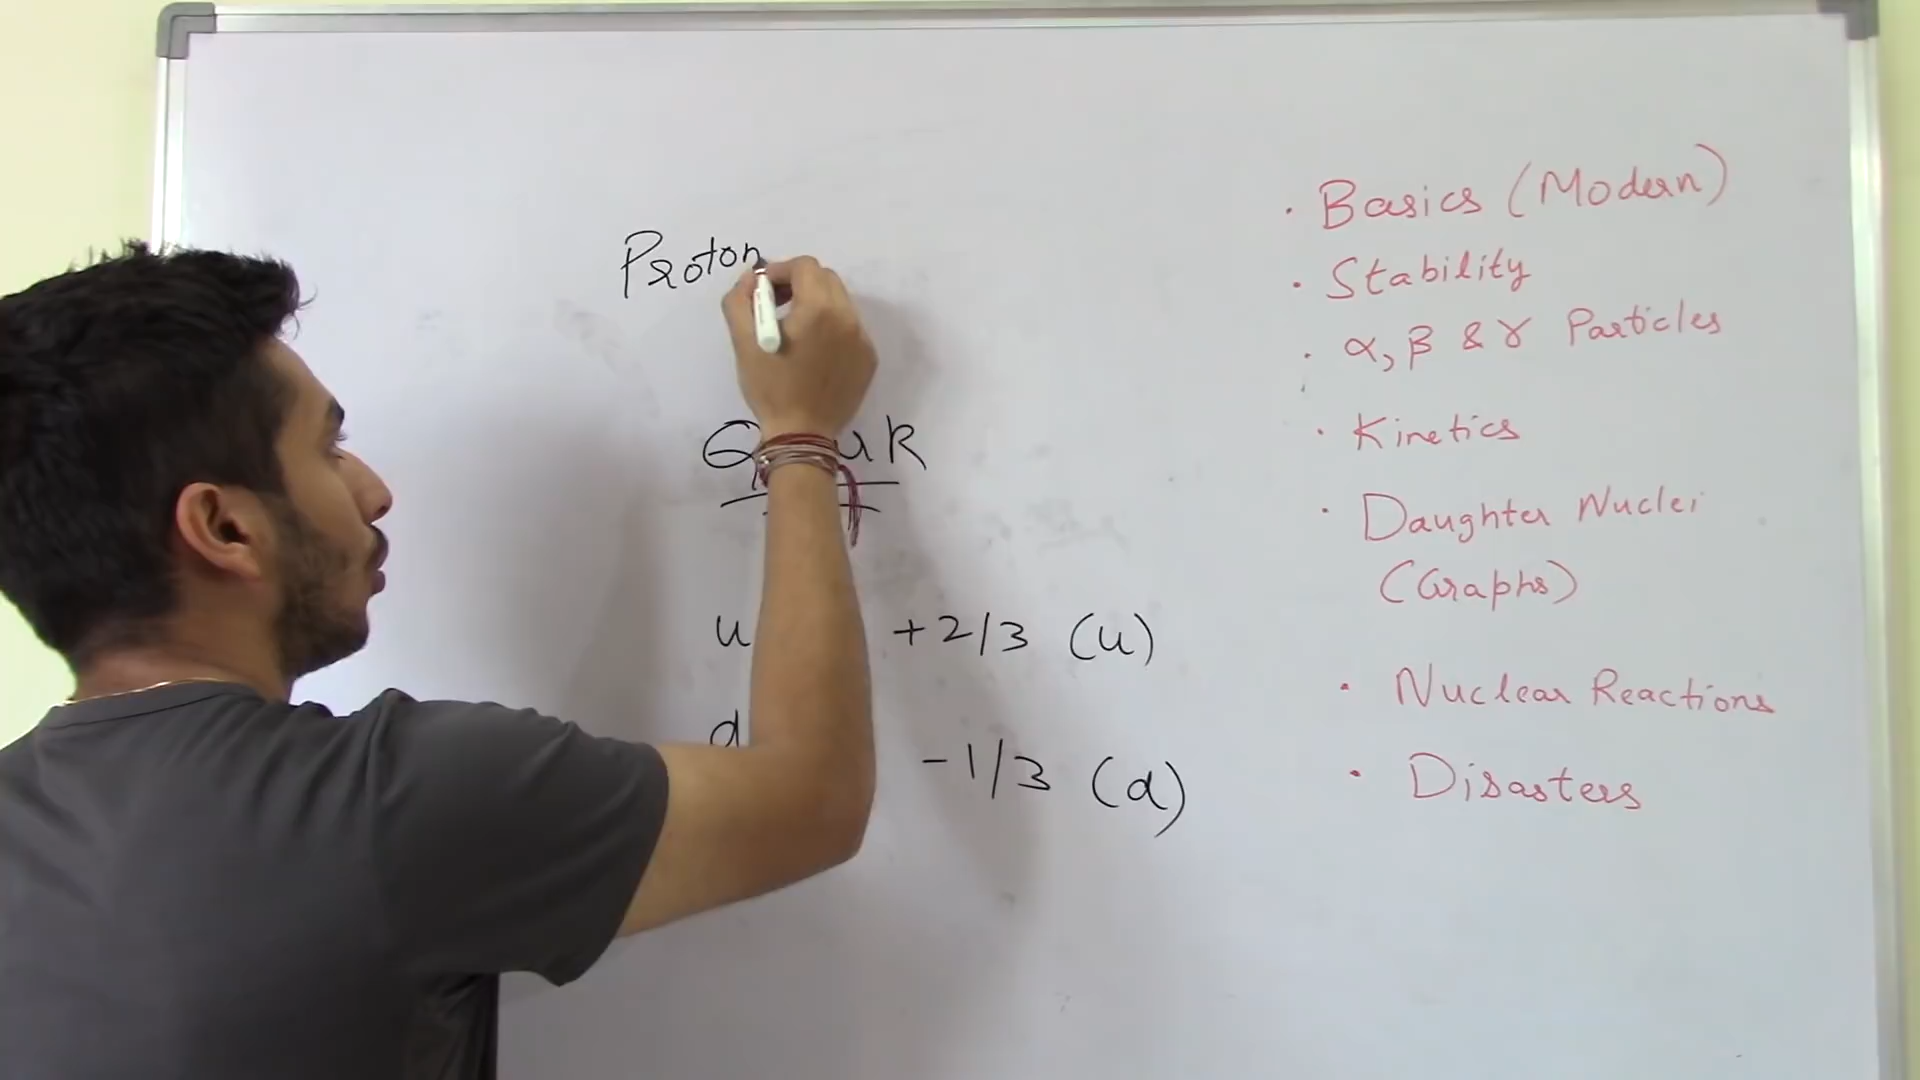 Proton
u +2/3 (u)
d -1/3 (d)
· Basics (Modern)
· Stability
· α, β & γ Particles
· Kinetics
· Daughter Nuclei
(Graphs)
· Nuclear Reactions
· Disasters